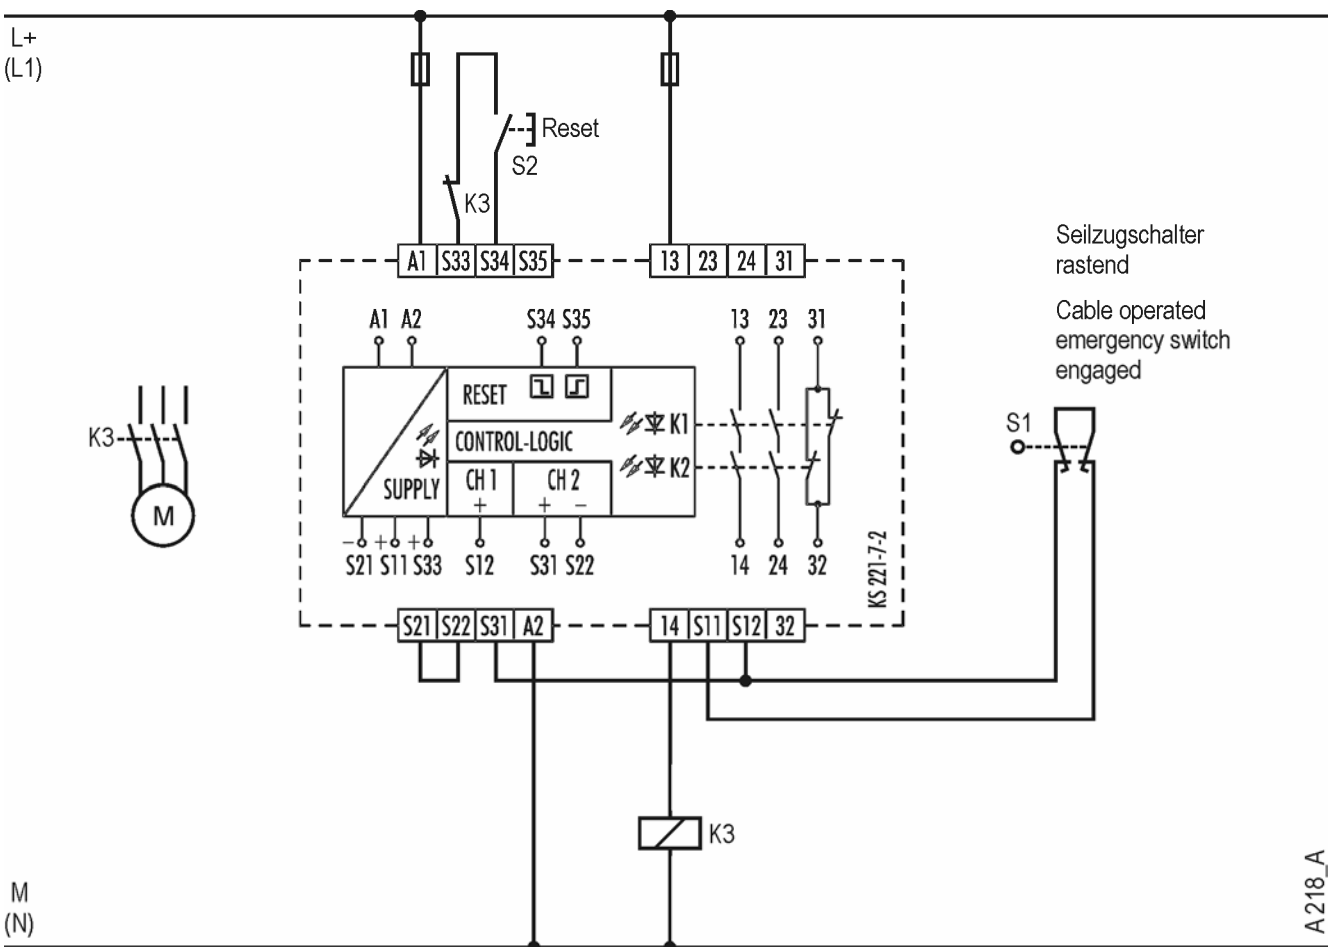 L+
(L1)
Reset
S2
K3
A1 S33 S34 S35
13 23 24 31
Seilzugschalter
rastend
Cable operated
emergency switch
engaged
A1 A2 S34 S35 13 23 31
RESET
K1
CONTROL-LOGIC
K2
SUPPLY
CH 1 CH 2
+ + −
K3
M
S1
− + +
S21 S11 S33 S12 S31 S22 14 24 32
KS 221-7-2
S21 S22 S31 A2
14 S11 S12 32
K3
M
(N)
A218_A